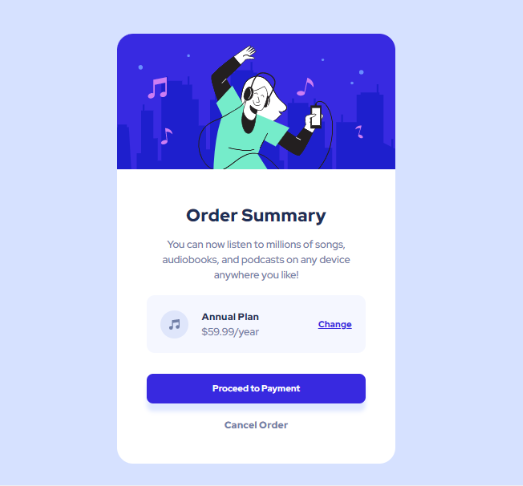 Order Summary
You can now listen to millions of songs,
audiobooks, and podcasts on any device
anywhere you like!
Annual Plan
$59.99/year
Change
Proceed to Payment
Cancel Order